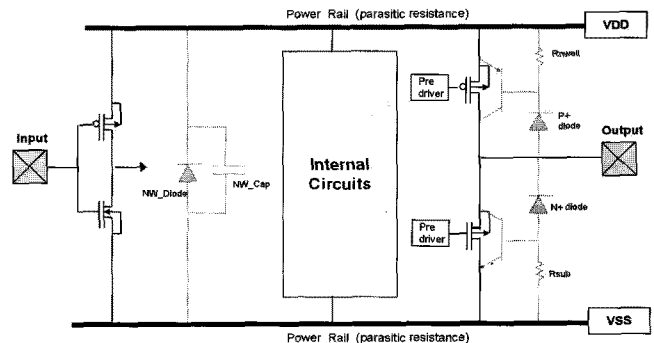 Power Rail (parasitic resistance)
VDD
Rnwell
Pre
driver
P+
diode
Input
Output
Internal
Circuits
NW_Diode
NW_Cap
N+ diode
Pre
driver
Rsub
VSS
Power Rail (parasitic resistance)